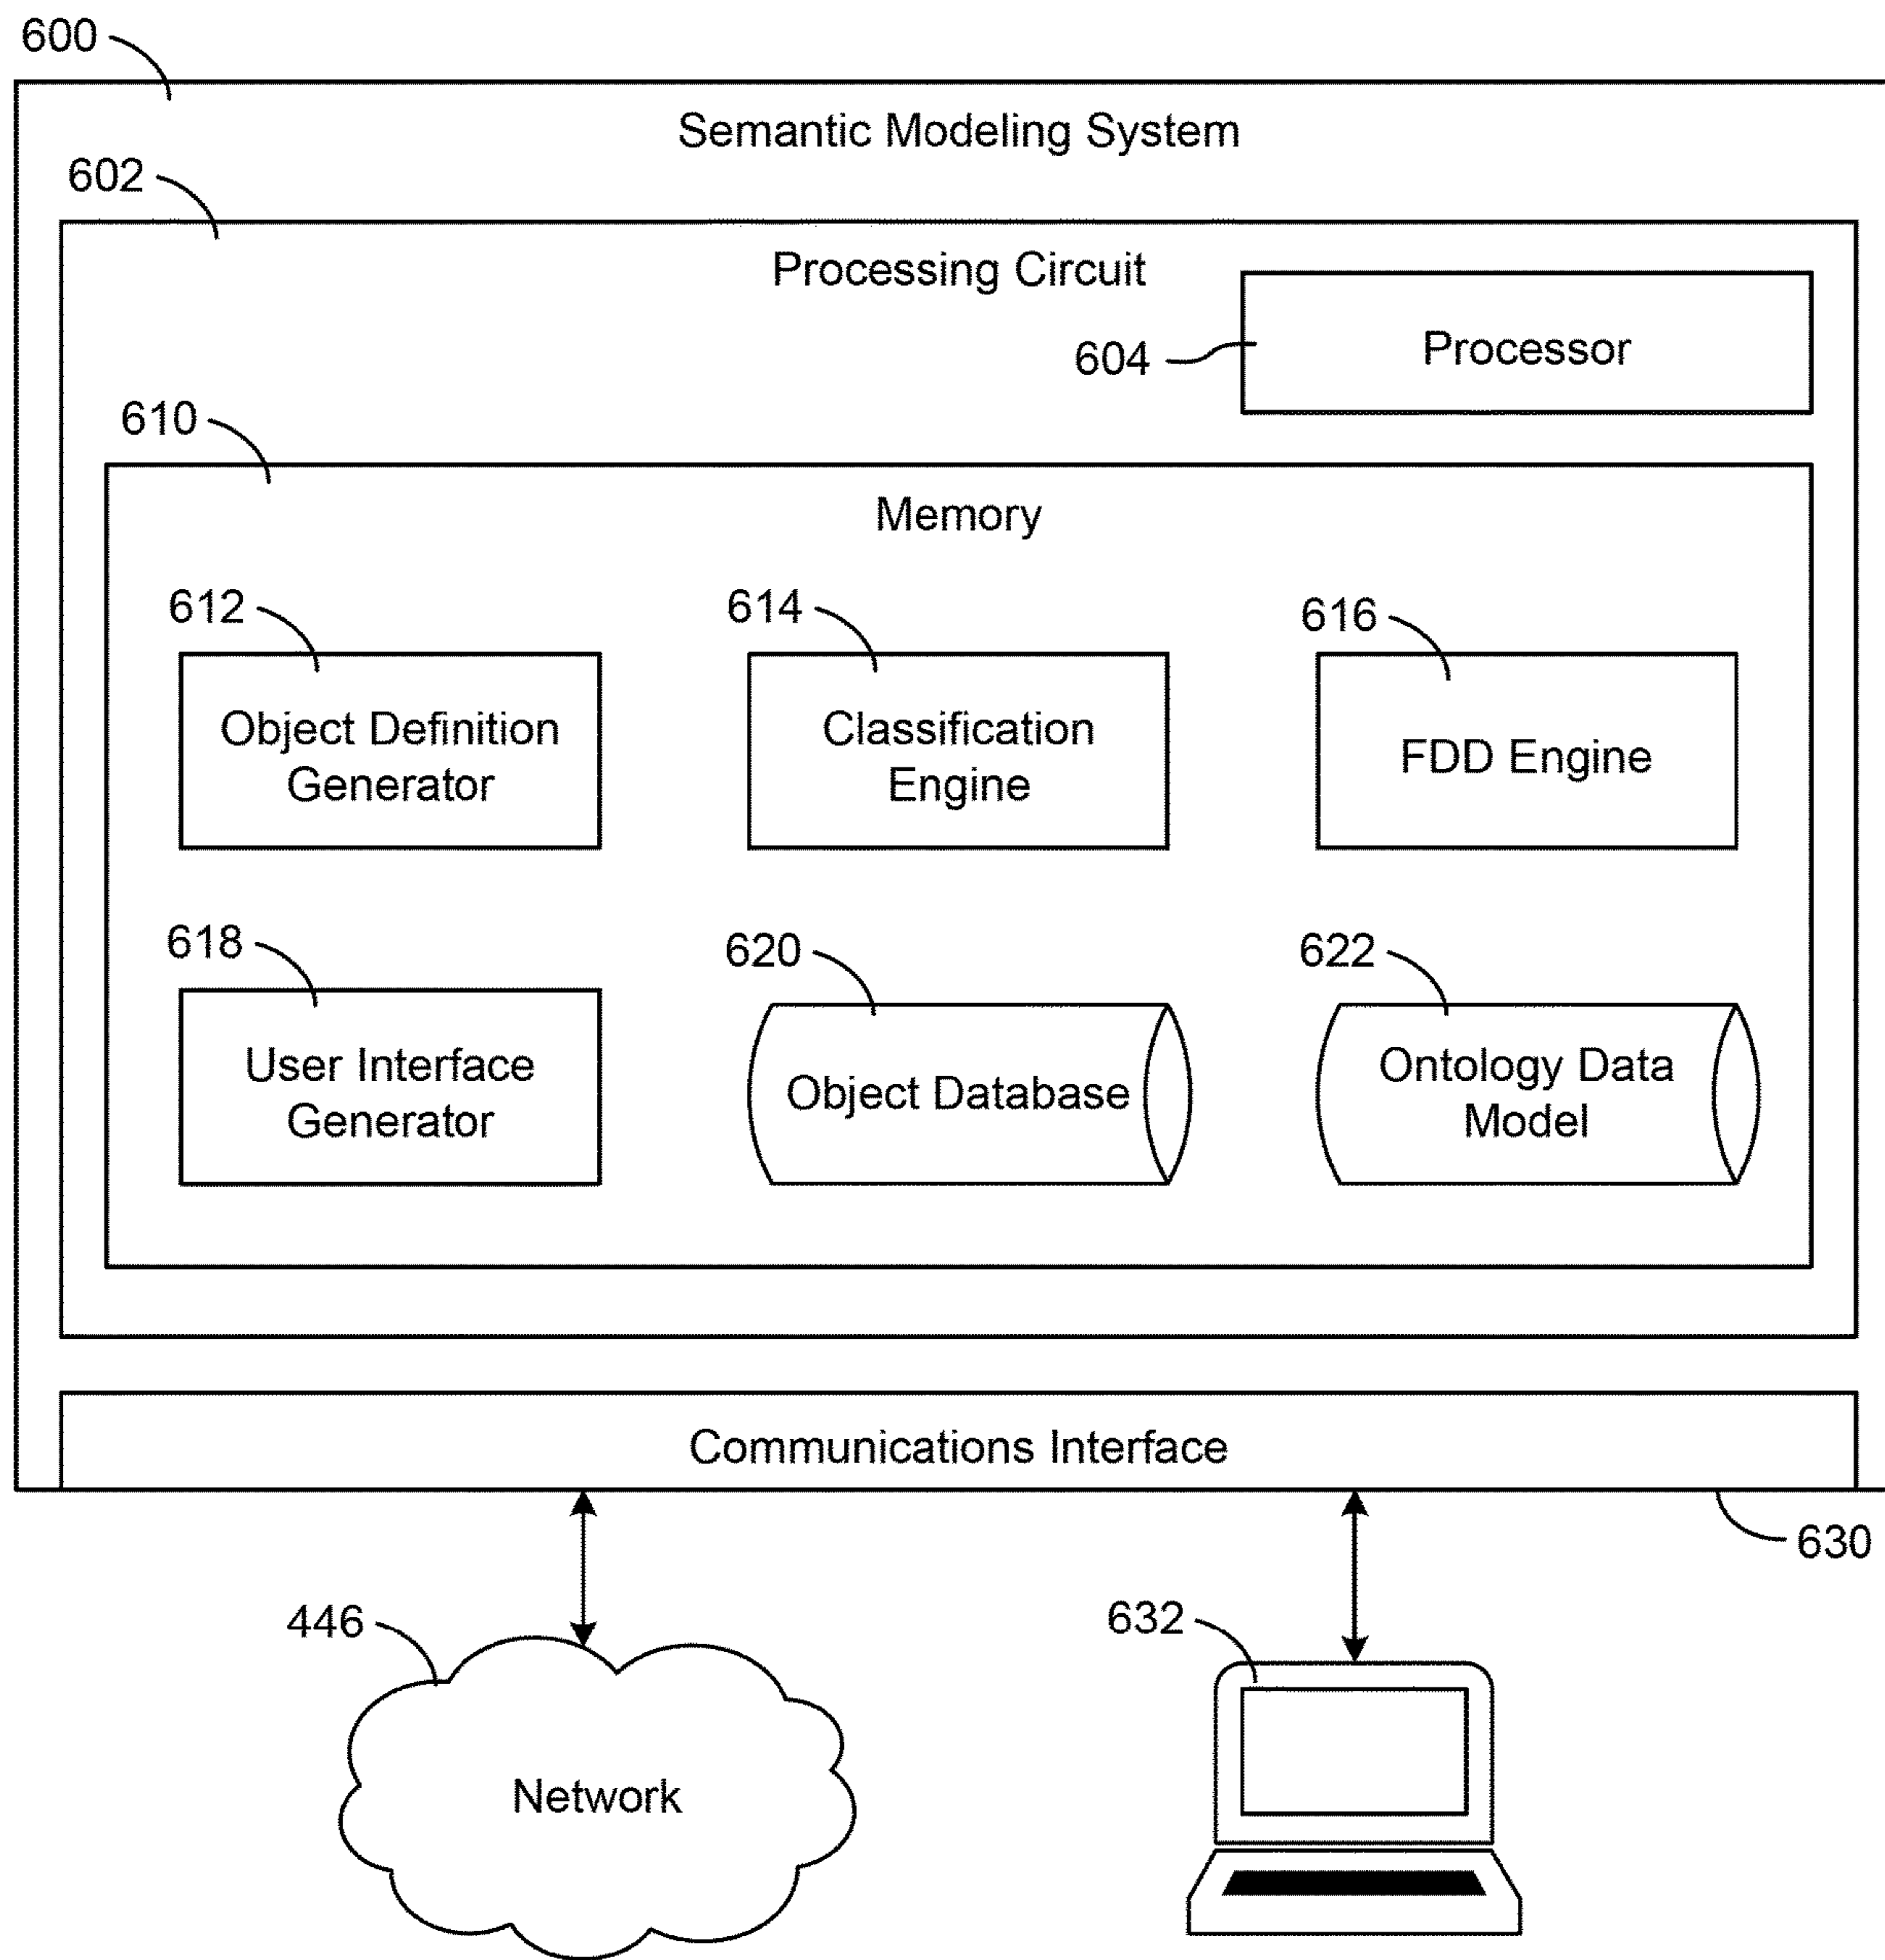 600
Semantic Modeling System
602
Processing Circuit
604
Processor
610
Memory
612
614
616
Object Definition
Generator
Classification
Engine
FDD Engine
618
620
622
User Interface
Generator
Object Database
Ontology Data
Model
Communications Interface
630
446
632
Network